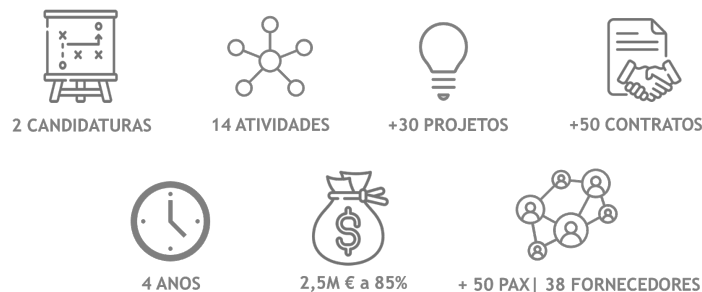 2 CANDIDATURAS
14 ATIVIDADES
+30 PROJETOS
+50 CONTRATOS
4 ANOS
2,5M € a 85%
+ 50 PAX| 38 FORNECEDORES